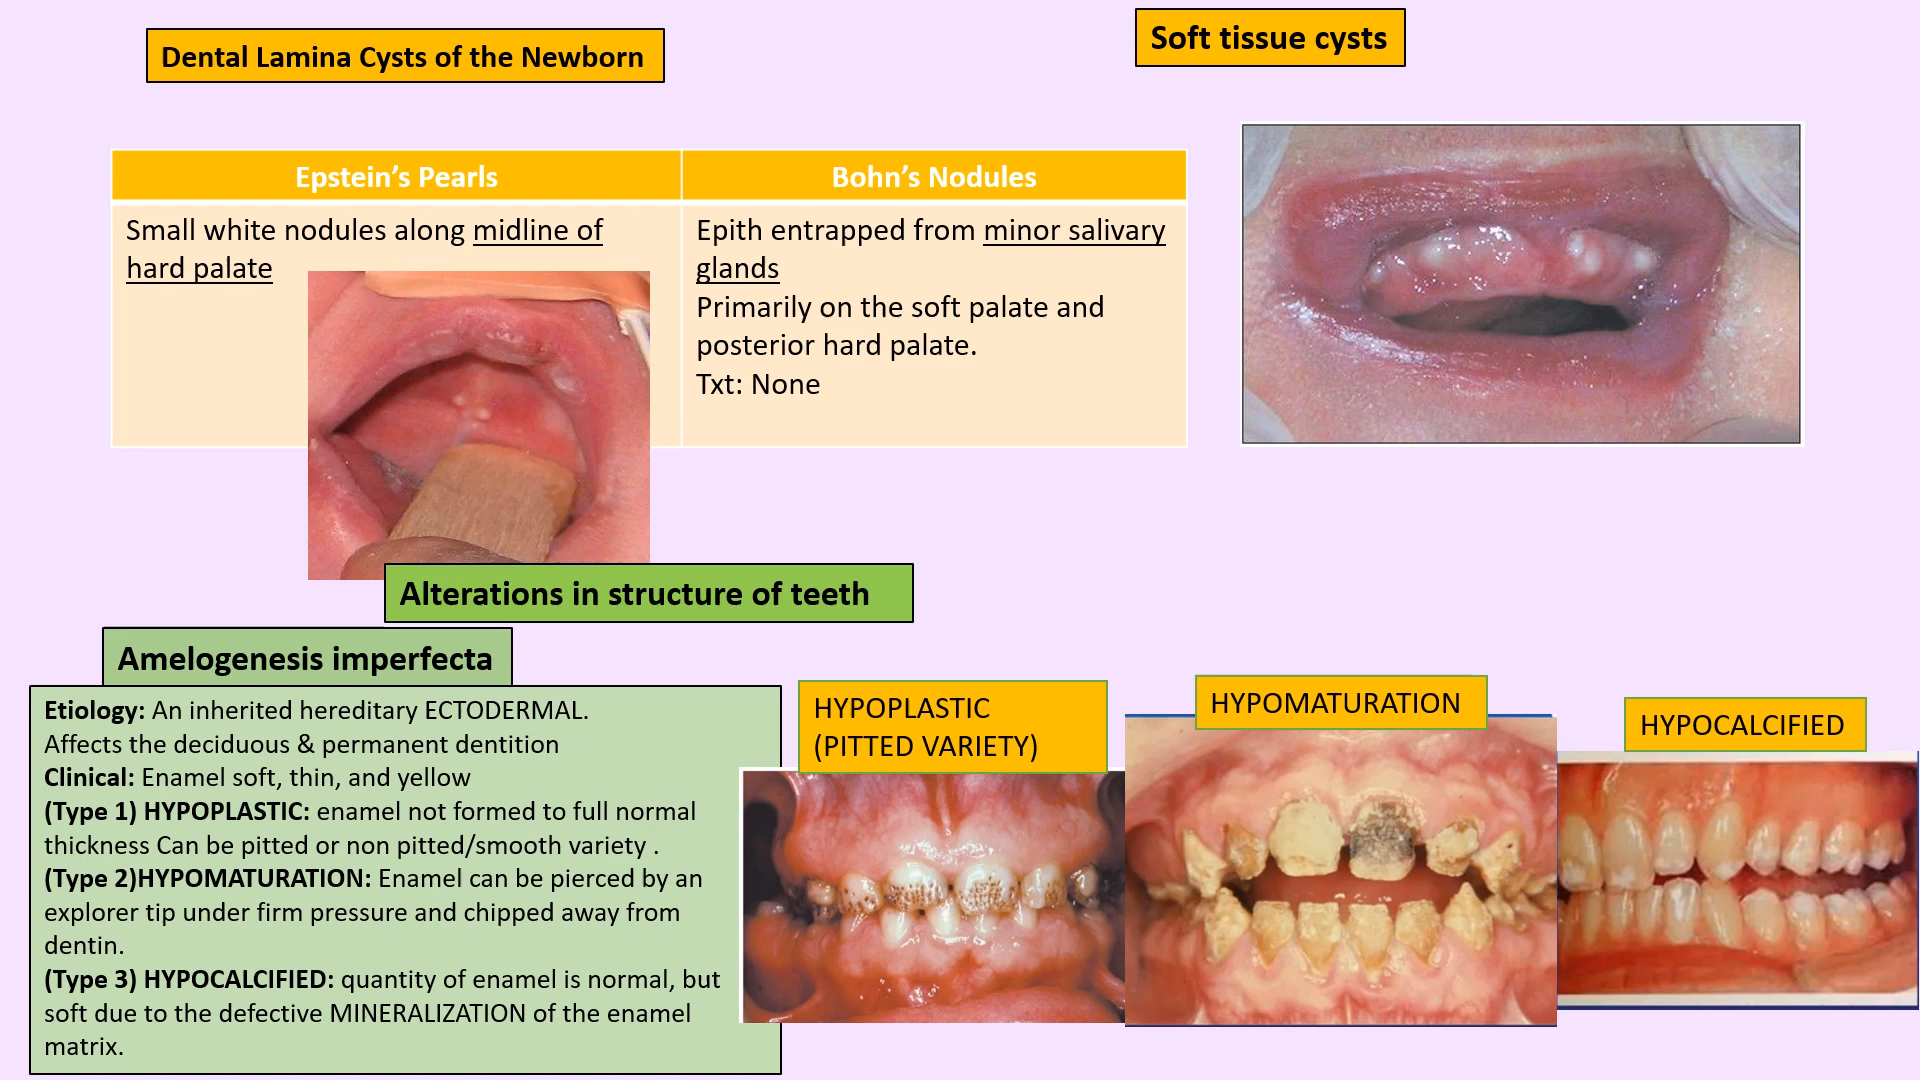 Dental Lamina Cysts of the Newborn
Soft tissue cysts
Epstein’s Pearls
Small white nodules along midline of
hard palate
Bohn’s Nodules
Epith entrapped from minor salivary
glands
Primarily on the soft palate and
posterior hard palate.
Txt: None
Alterations in structure of teeth
Amelogenesis imperfecta
Etiology: An inherited hereditary ECTODERMAL.
Affects the deciduous & permanent dentition
Clinical: Enamel soft, thin, and yellow
(Type 1) HYPOPLASTIC: enamel not formed to full normal
thickness Can be pitted or non pitted/smooth variety .
(Type 2)HYPOMATURATION: Enamel can be pierced by an
explorer tip under firm pressure and chipped away from
dentin.
(Type 3) HYPOCALCIFIED: quantity of enamel is normal, but
soft due to the defective MINERALIZATION of the enamel
matrix.
HYPOPLASTIC
(PITTED VARIETY)
HYPOMATURATION
HYPOCALCIFIED